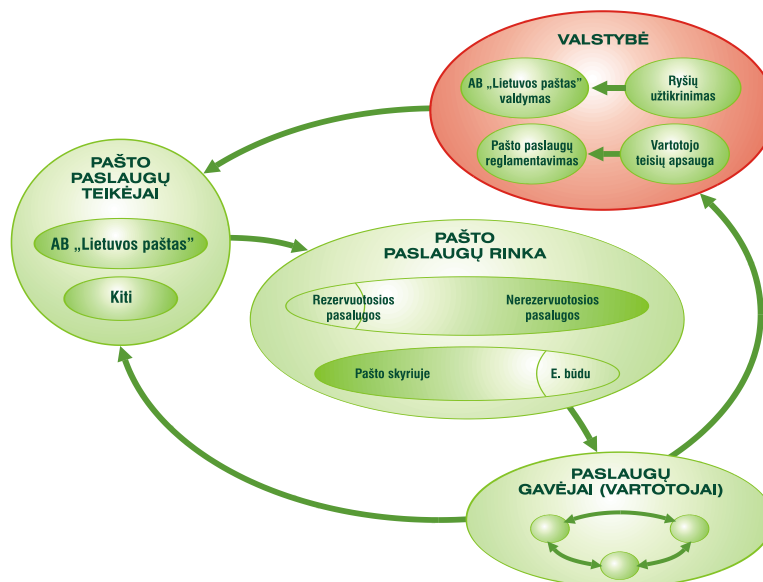 VALSTYBĖ
AB „Lietuvos paštas”
valdymas
Ryšių
užtikrinimas
Pašto paslaugų
reglamentavimas
Vartotojo
teisių apsauga
PAŠTO
PASLAUGŲ
TEIKĖJAI
AB „Lietuvos paštas”
Kiti
PAŠTO
PASLAUGŲ RINKA
Rezervuotosios
pasalugos
Nerezervuotosios
pasalugos
Pašto skyriuje
E. būdu
PASLAUGŲ
GAVĖJAI (VARTOTOJAI)